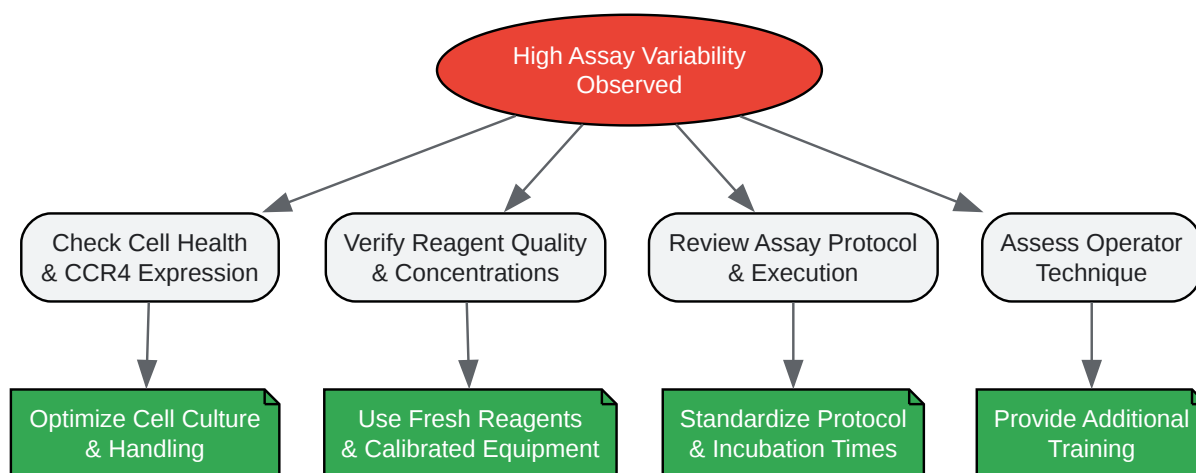 High Assay Variability
Observed
Check Cell Health
& CCR4 Expression
Verify Reagent Quality
& Concentrations
Review Assay Protocol
& Execution
Assess Operator
Technique
Optimize Cell Culture
& Handling
Use Fresh Reagents
& Calibrated Equipment
Standardize Protocol
& Incubation Times
Provide Additional
Training